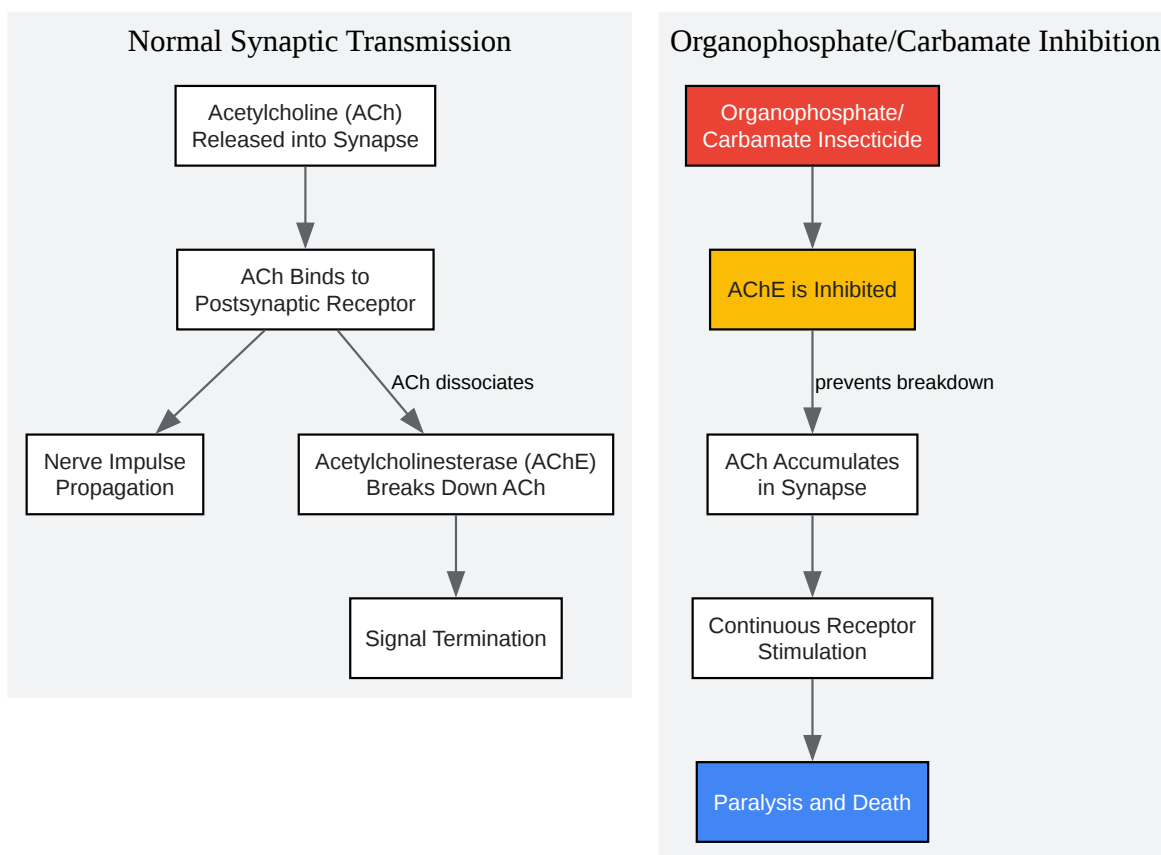 Normal Synaptic Transmission
Acetylcholine (ACh)
Released into Synapse
ACh Binds to
Postsynaptic Receptor
ACh dissociates
Nerve Impulse
Propagation
Acetylcholinesterase (AChE)
Breaks Down ACh
Signal Termination
Organophosphate/Carbamate Inhibition
Organophosphate/
Carbamate Insecticide
AChE is Inhibited
prevents breakdown
ACh Accumulates
in Synapse
Continuous Receptor
Stimulation
Paralysis and Death